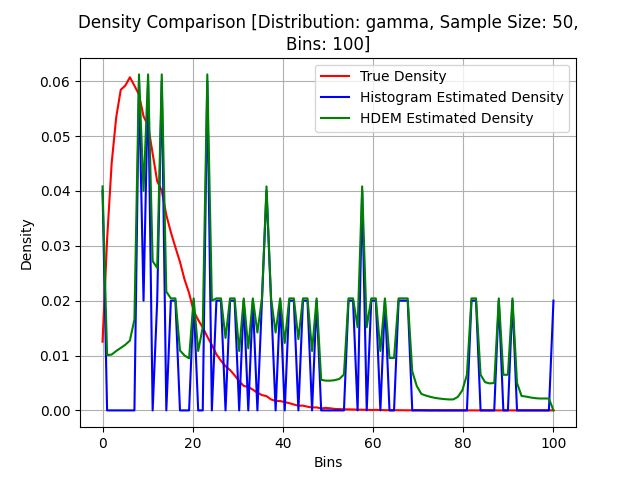 Density Comparison [Distribution: gamma, Sample Size: 50,
Bins: 100]
True Density
Histogram Estimated Density
HDEM Estimated Density
Density
0.06
0.05
0.04
0.03
0.02
0.01
0.00
0 20 40 60 80 100
Bins